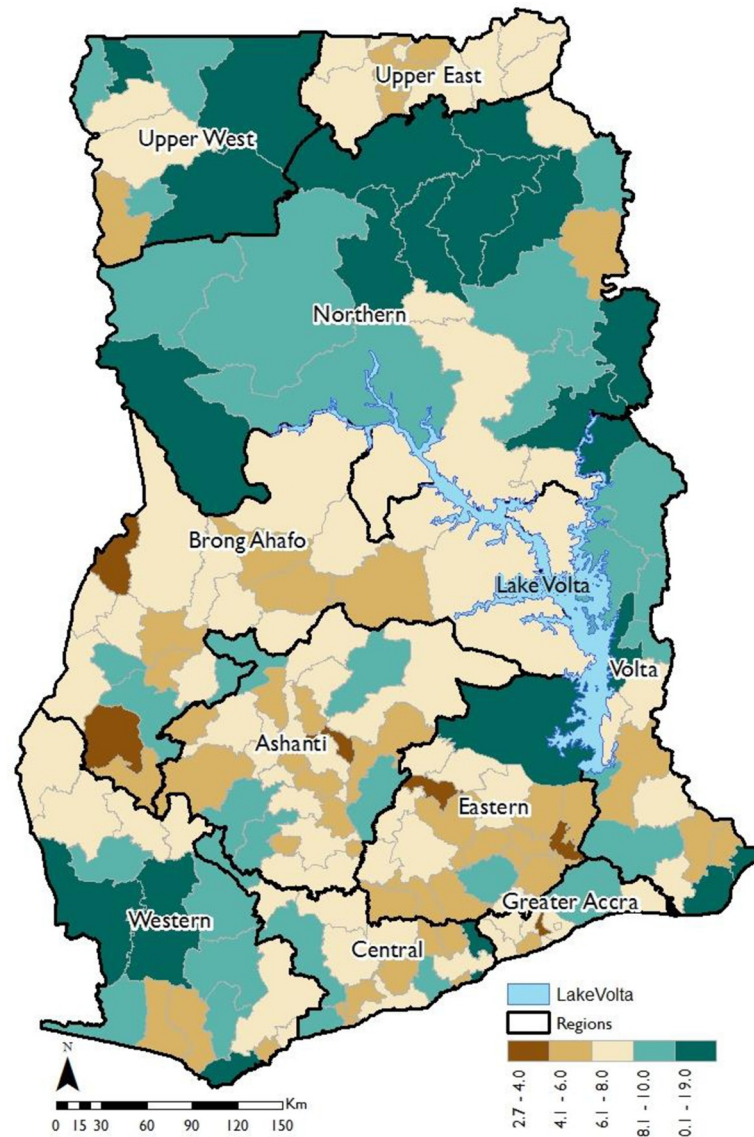 Upper East
Upper West
Northern
Brong Ahafo
Lake Volta
Volta
Ashanti
Eastern
Greater Accra
Western
Central
Lake Volta
Regions
N
Km
0 15 30 60 90 120 150
2.7 - 4.0
4.1 - 6.0
6.1 - 8.0
8.1 - 10.0
0.1 - 19.0